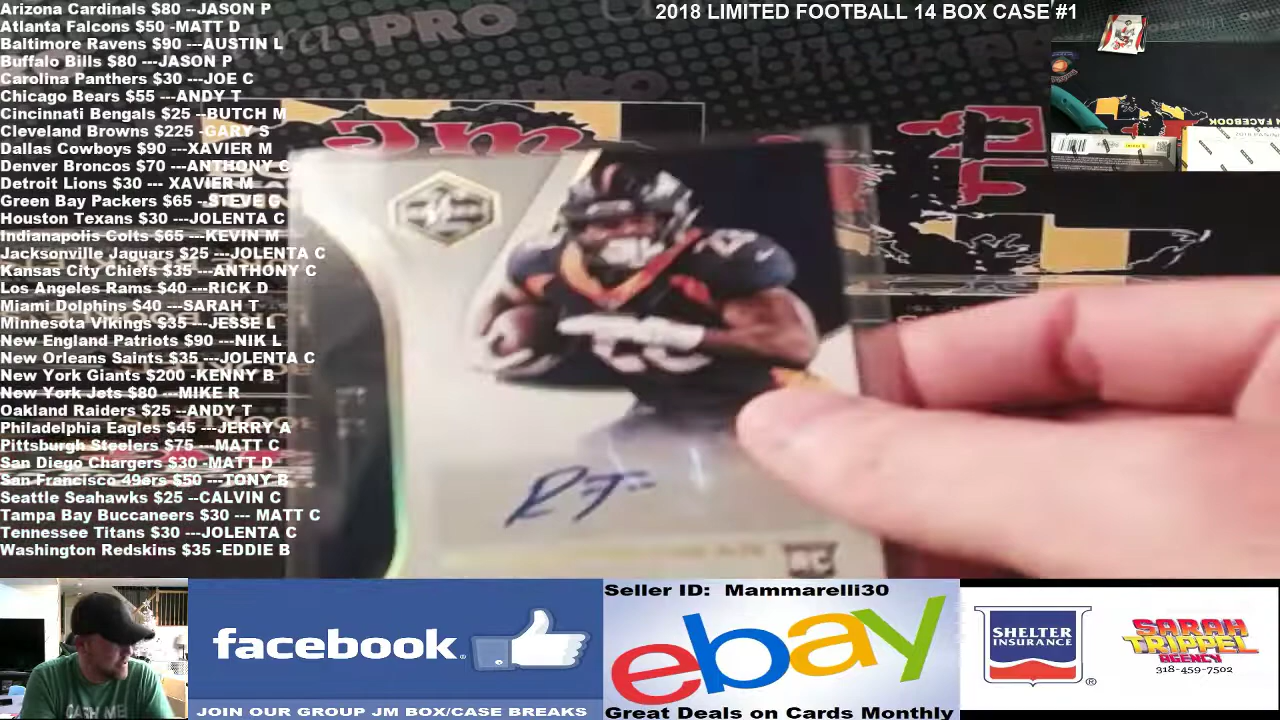 Arizona Cardinals $80 --JASON P
Atlanta Falcons $50 -MATT D
Baltimore Ravens $90 ---AUSTIN L
Buffalo Bills $80 ---JASON P
Carolina Panthers $30 ---JOE C
Chicago Bears $55 ---ANDY T
Cincinnati Bengals $25 --BUTCH M
Cleveland Browns $225 -GARY S
Dallas Cowboys $90 ---XAVIER M
Denver Broncos $70 ---ANTHONY C
Detroit Lions $30 --- XAVIER M
Green Bay Packers $65 --STEVE G
Houston Texans $30 ---JOLENTA C
Indianapolis Colts $65 ---KEVIN M
Jacksonville Jaguars $25 ---JOLENTA C
Kansas City Chiefs $35 ---ANTHONY C
Los Angeles Rams $40 ---RICK D
Miami Dolphins $40 ---SARAH T
Minnesota Vikings $35 ---JESSE L
New England Patriots $90 ---NIK L
New Orleans Saints $35 ---JOLENTA C
New York Giants $200 -KENNY B
New York Jets $80 ---MIKE R
Oakland Raiders $25 --ANDY T
Philadelphia Eagles $45 ---JERRY A
Pittsburgh Steelers $75 ---MATT C
San Diego Chargers $30 -MATT D
San Francisco 49ers $50 ---TONY B
Seattle Seahawks $25 --CALVIN C
Tampa Bay Buccaneers $30 --- MATT C
Tennessee Titans $30 ---JOLENTA C
Washington Redskins $35 -EDDIE B
2018 LIMITED FOOTBALL 14 BOX CASE #1
PRO
FACEBOOK
RC
facebook
JOIN OUR GROUP JM BOX/CASE BREAKS
Seller ID: Mammarelli30
ebay
Great Deals on Cards Monthly
SHELTER
INSURANCE
®
SARAH
TRIPPEL
AGENCY
318-459-7502